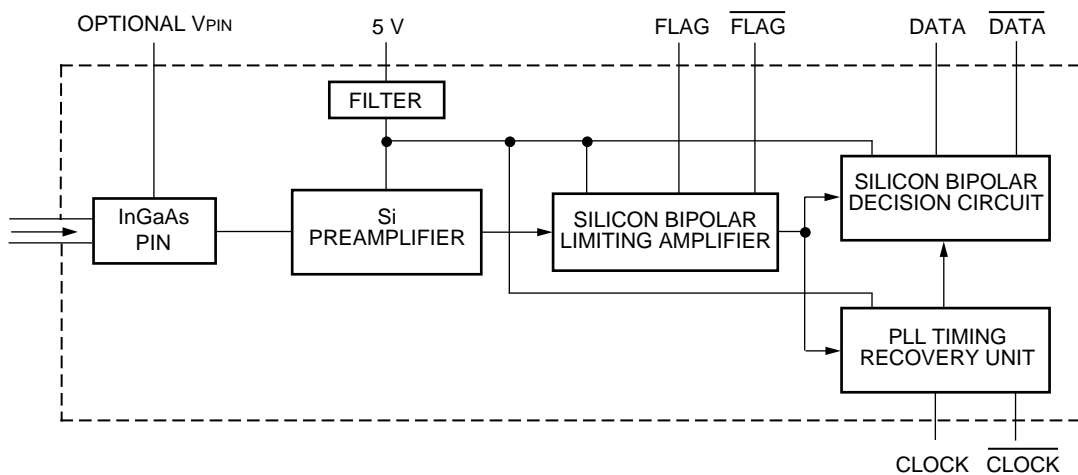 OPTIONAL VPIN
5 V
FLAG
FLAG
DATA
DATA
FILTER
InGaAs
PIN
Si
PREAMPLIFIER
SILICON BIPOLAR
LIMITING AMPLIFIER
SILICON BIPOLAR
DECISION CIRCUIT
PLL TIMING
RECOVERY UNIT
CLOCK
CLOCK